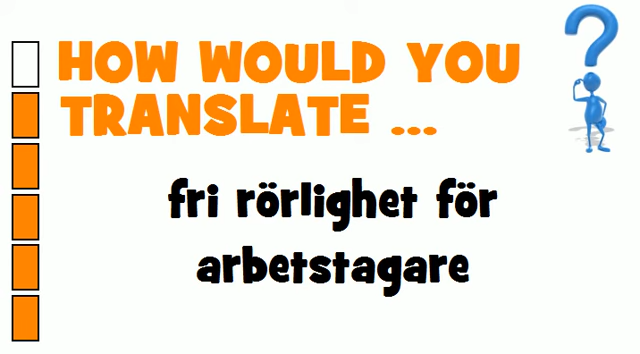 HOW WOULD YOU
TRANSLATE ...
fri rörlighet för
arbetstagare